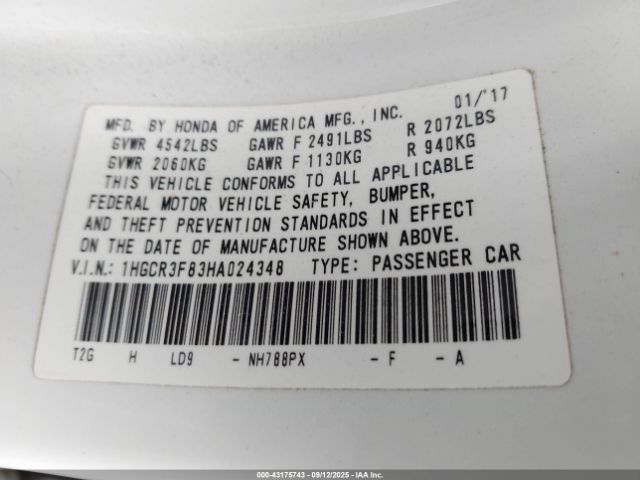 MFD. BY HONDA OF AMERICA MFG., INC. 01/'17
GVWR 4542LBS GAWR F 2491LBS R 2072LBS
GVWR 2060KG GAWR F 1130KG R 940KG
THIS VEHICLE CONFORMS TO ALL APPLICABLE
FEDERAL MOTOR VEHICLE SAFETY, BUMPER,
AND THEFT PREVENTION STANDARDS IN EFFECT
ON THE DATE OF MANUFACTURE SHOWN ABOVE.
V.I.N.: 1HGCR3F83HA024348 TYPE: PASSENGER CAR
T2G H LD9 - NH788PX - F - A
000-43175743 - 09/12/2025 - IAAI.com